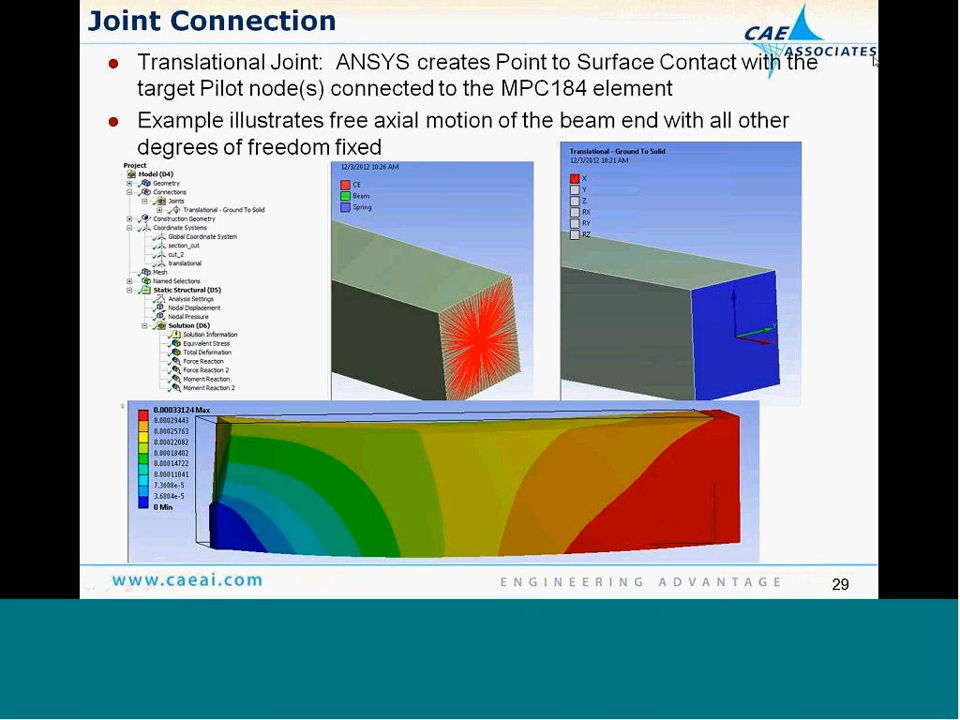 Joint Connection
CAE
ASSOCIATES
Translational Joint: ANSYS creates Point to Surface Contact with the
target Pilot node(s) connected to the MPC184 element
Example illustrates free axial motion of the beam end with all other
degrees of freedom fixed
Project
Model (D4)
Geometry
Connections
Joints
Translational - Ground To Solid
Construction Geometry
Coordinate Systems
Global Coordinate System
section_cut
cut_2
translational
Mesh
Named Selections
Static Structural (D5)
Analysis Settings
Nodal Displacement
Nodal Pressure
Solution (D6)
Solution Information
Equivalent Stress
Total Deformation
Force Reaction
Force Reaction 2
Moment Reaction
Moment Reaction 2
12/3/2012 10:26 AM
CE
Beam
Spring
Translational - Ground To Solid
12/3/2012 10:21 AM
X
Y
Z
RX
RY
RZ
0.00033124 Max
0.00029443
0.00025763
0.00022082
0.00018402
0.00014722
0.00011041
7.3608e-5
3.6804e-5
0 Min
www.caeai.com
ENGINEERING ADVANTAGE
29